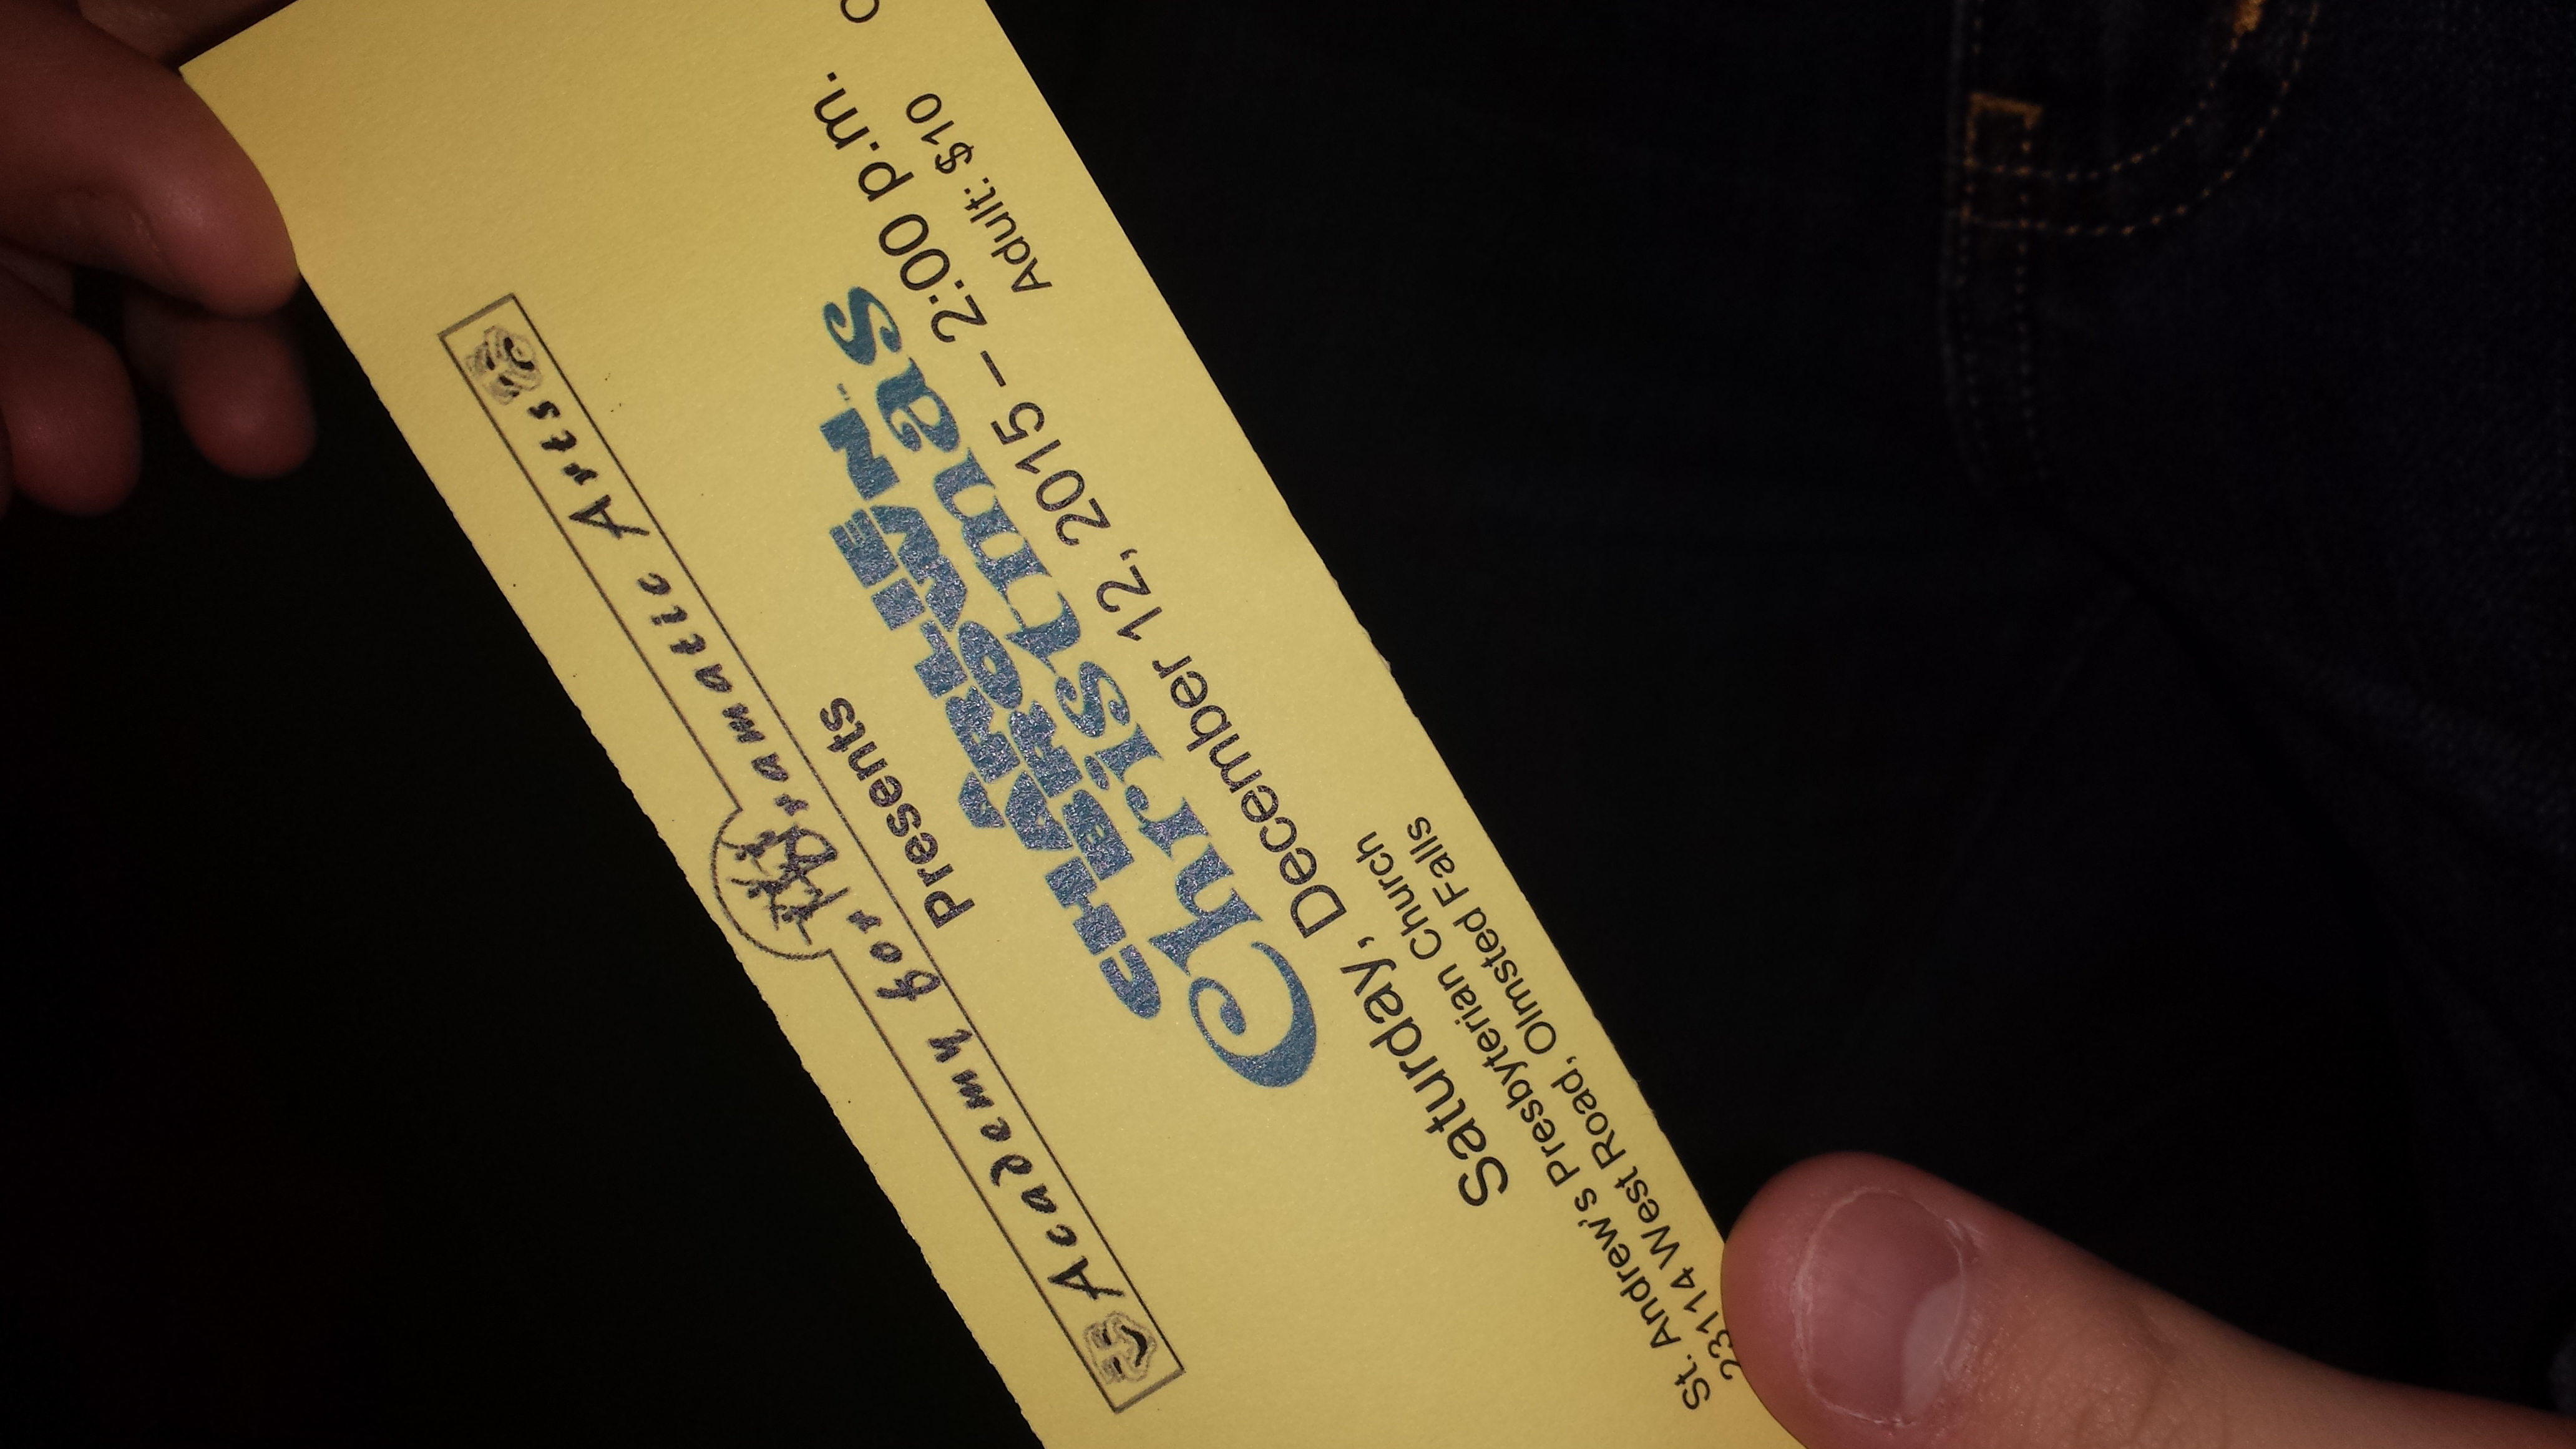 Academy for Dramatic Arts
Presents
A CHARLIE BROWN Christmas
Saturday, December 12, 2015 – 2:00 p.m.
St. Andrew's Presbyterian Church
Adult: $10
23114 West Road, Olmsted Falls